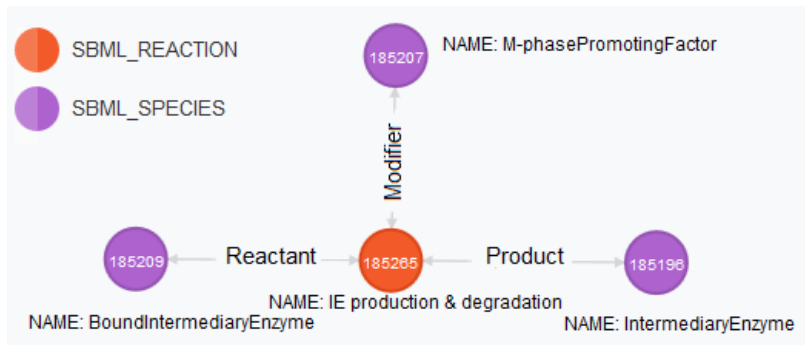 SBML_REACTION
SBML_SPECIES
185207
NAME: M-phasePromotingFactor
Modifier
185209
Reactant
185265
Product
185196
NAME: IE production & degradation
NAME: BoundIntermediaryEnzyme
NAME: IntermediaryEnzyme